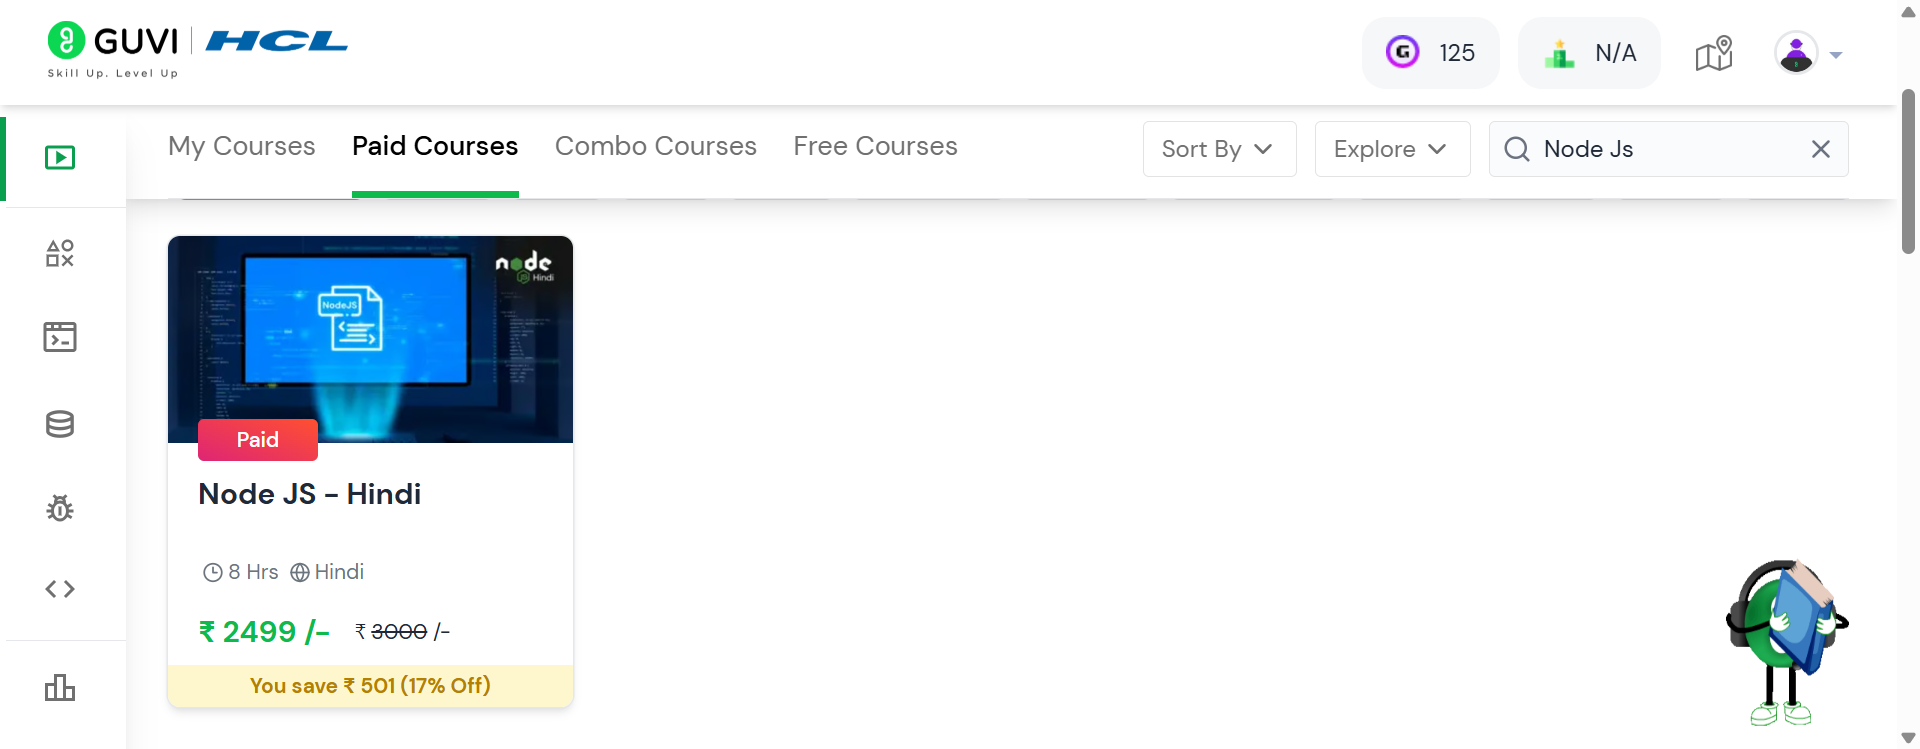 GUVI HCL
Skill Up. Level Up
125
N/A
My Courses Paid Courses Combo Courses Free Courses Sort By Explore Node Js
node
JS Hindi
NodeJS
Paid
Node JS - Hindi
8 Hrs Hindi
₹ 2499 /- ₹ 3000 /-
You save ₹ 501 (17% Off)